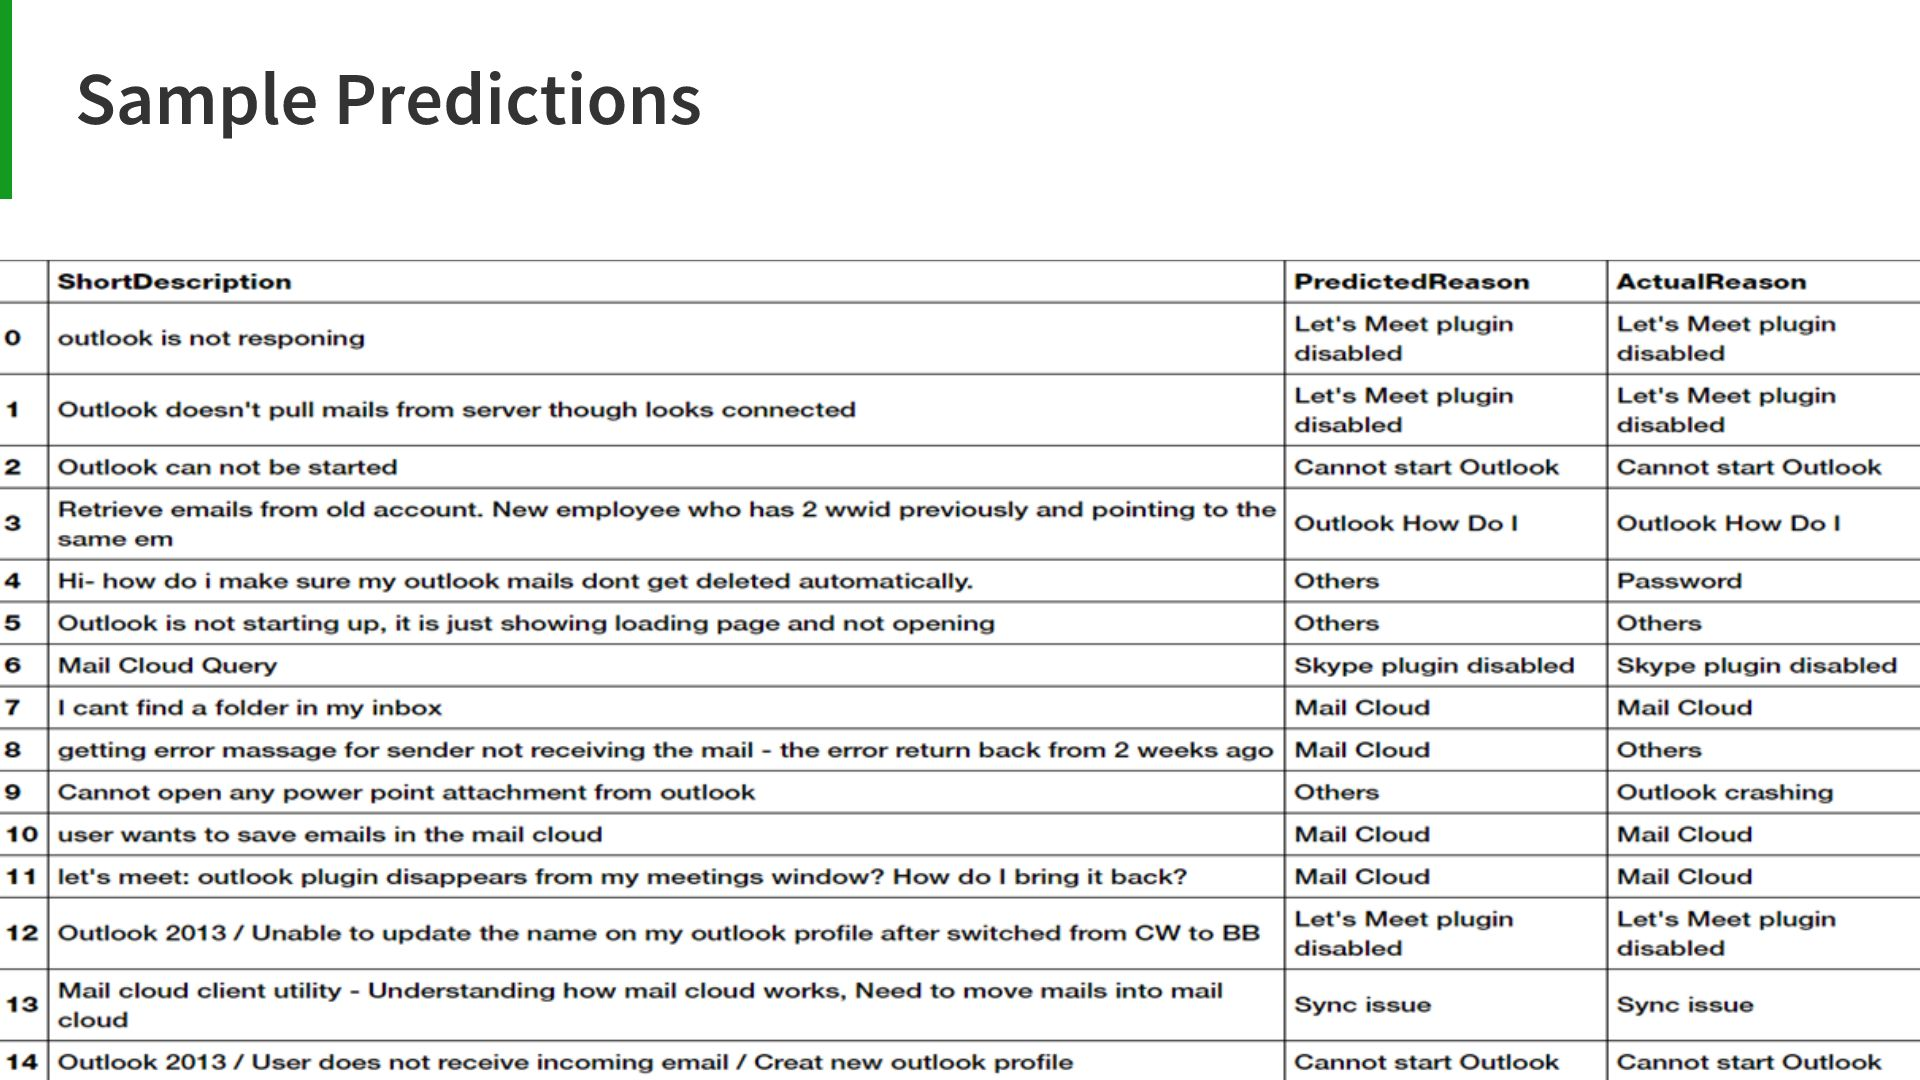 Sample Predictions
ShortDescription PredictedReason ActualReason
0 outlook is not responing Let's Meet plugin disabled Let's Meet plugin disabled
1 Outlook doesn't pull mails from server though looks connected Let's Meet plugin disabled Let's Meet plugin disabled
2 Outlook can not be started Cannot start Outlook Cannot start Outlook
3 Retrieve emails from old account. New employee who has 2 wwid previously and pointing to the same em Outlook How Do I Outlook How Do I
4 Hi- how do i make sure my outlook mails dont get deleted automatically. Others Password
5 Outlook is not starting up, it is just showing loading page and not opening Others Others
6 Mail Cloud Query Skype plugin disabled Skype plugin disabled
7 I cant find a folder in my inbox Mail Cloud Mail Cloud
8 getting error massage for sender not receiving the mail - the error return back from 2 weeks ago Mail Cloud Others
9 Cannot open any power point attachment from outlook Others Outlook crashing
10 user wants to save emails in the mail cloud Mail Cloud Mail Cloud
11 let's meet: outlook plugin disappears from my meetings window? How do I bring it back? Mail Cloud Mail Cloud
12 Outlook 2013 / Unable to update the name on my outlook profile after switched from CW to BB Let's Meet plugin disabled Let's Meet plugin disabled
13 Mail cloud client utility - Understanding how mail cloud works, Need to move mails into mail cloud Sync issue Sync issue
14 Outlook 2013 / User does not receive incoming email / Creat new outlook profile Cannot start Outlook Cannot start Outlook